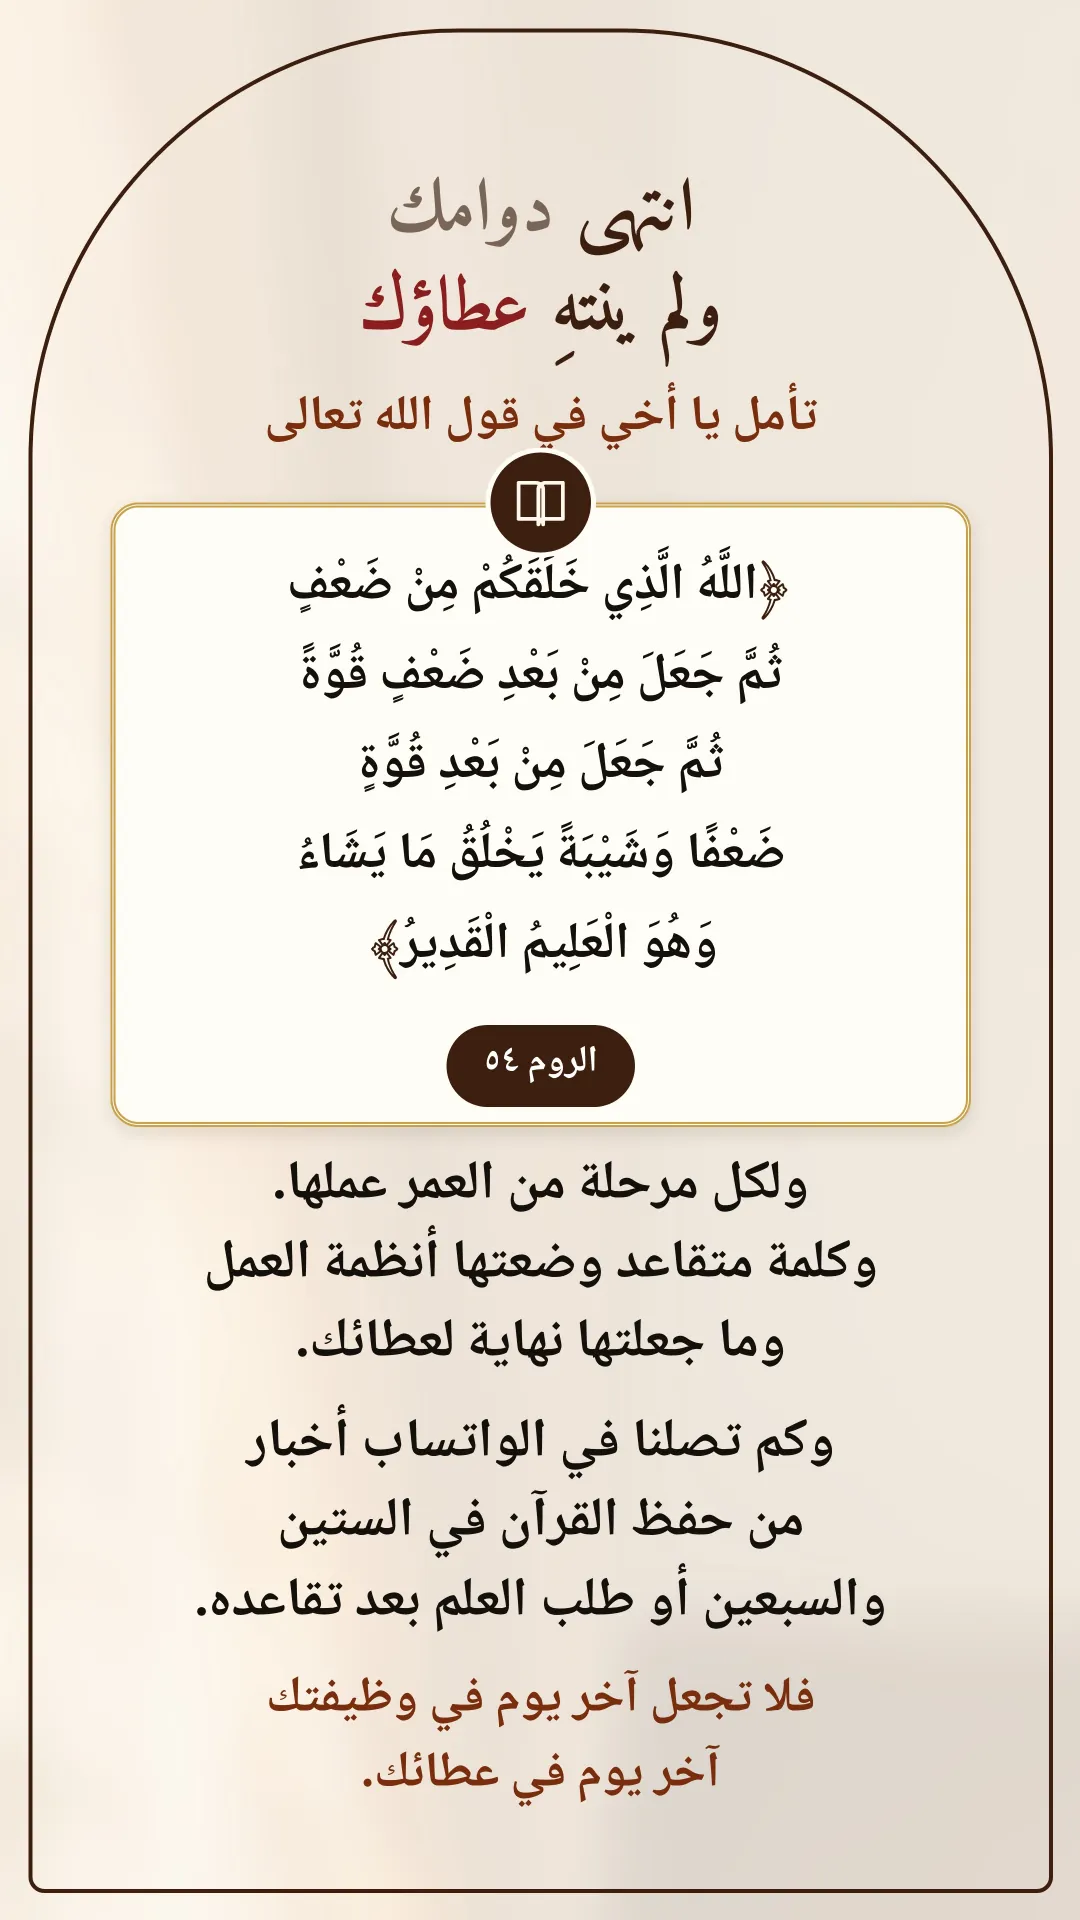 انتهى دوامك
ولم ينتهِ عطاؤك
تأمل يا أخي في قول الله تعالى
﴿اللَّهُ الَّذِي خَلَقَكُمْ مِنْ ضَعْفٍ
ثُمَّ جَعَلَ مِنْ بَعْدِ ضَعْفٍ قُوَّةً
ثُمَّ جَعَلَ مِنْ بَعْدِ قُوَّةٍ
ضَعْفًا وَشَيْبَةً يَخْلُقُ مَا يَشَاءُ
وَهُوَ الْعَلِيمُ الْقَدِيرُ﴾
الروم ٥٤
ولكل مرحلة من العمر عملها.
وكلمة متقاعد وضعتها أنظمة العمل
وما جعلتها نهاية لعطائك.
وكم تصلنا في الواتساب أخبار
من حفظ القرآن في الستين
والسبعين أو طلب العلم بعد تقاعده.
فلا تجعل آخر يوم في وظيفتك
آخر يوم في عطائك.